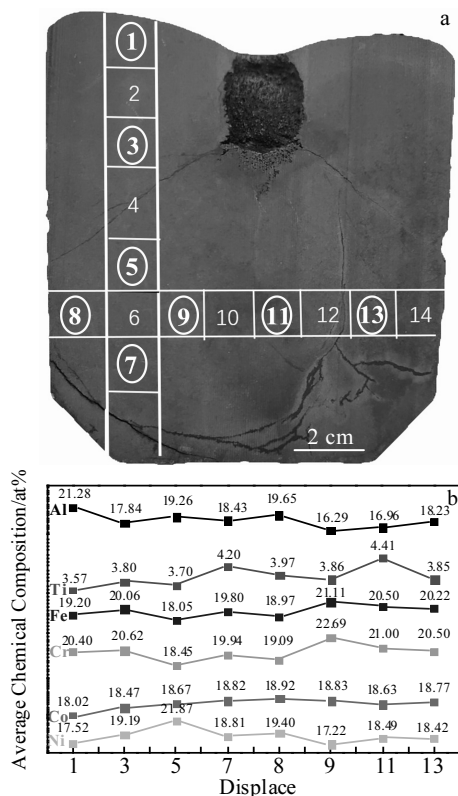 a
1
2
3
4
5
8 6 9 10 11 12 13 14
7
2 cm
b
Average Chemical Composition/at%
Al
21.28 17.84 19.26 18.43 19.65 16.29 16.96 18.23
Ti
3.57 3.80 3.70 4.20 3.97 3.86 4.41 3.85
Fe
19.20 20.06 18.05 19.80 18.97 21.11 20.50 20.22
Cr
20.40 20.62 18.45 19.94 19.09 22.69 21.00 20.50
Co
18.02 18.47 18.67 18.82 18.92 18.83 18.63 18.77
Ni
17.52 19.19 21.87 18.81 19.40 17.22 18.49 18.42
1 3 5 7 8 9 11 13
Displace